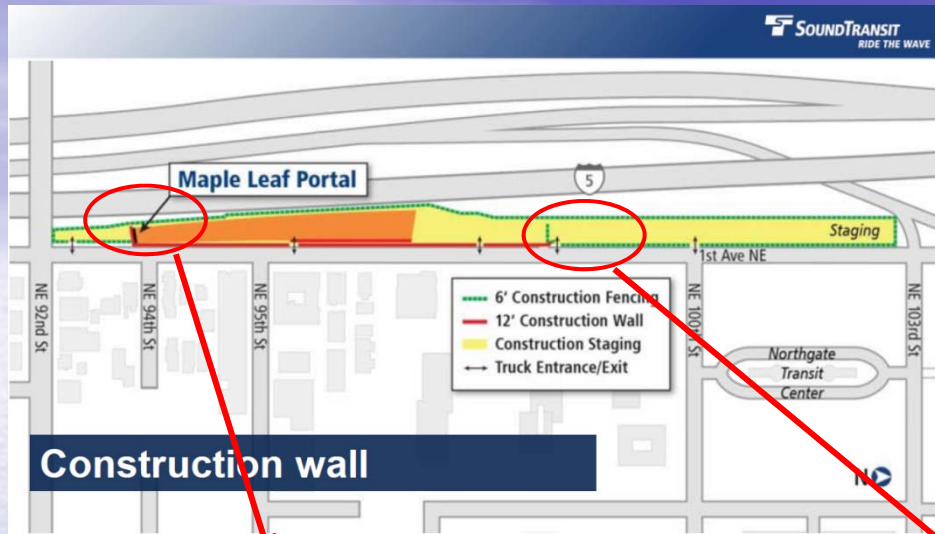 SOUNDTRANSIT
RIDE THE WAVE
Maple Leaf Portal
5
Staging
1st Ave NE
NE 92nd St
NE 94th St
NE 95th St
NE 100th St
NE 103rd St
6' Construction Fencing
12' Construction Wall
Construction Staging
Truck Entrance/Exit
Northgate
Transit
Center
Construction wall
N